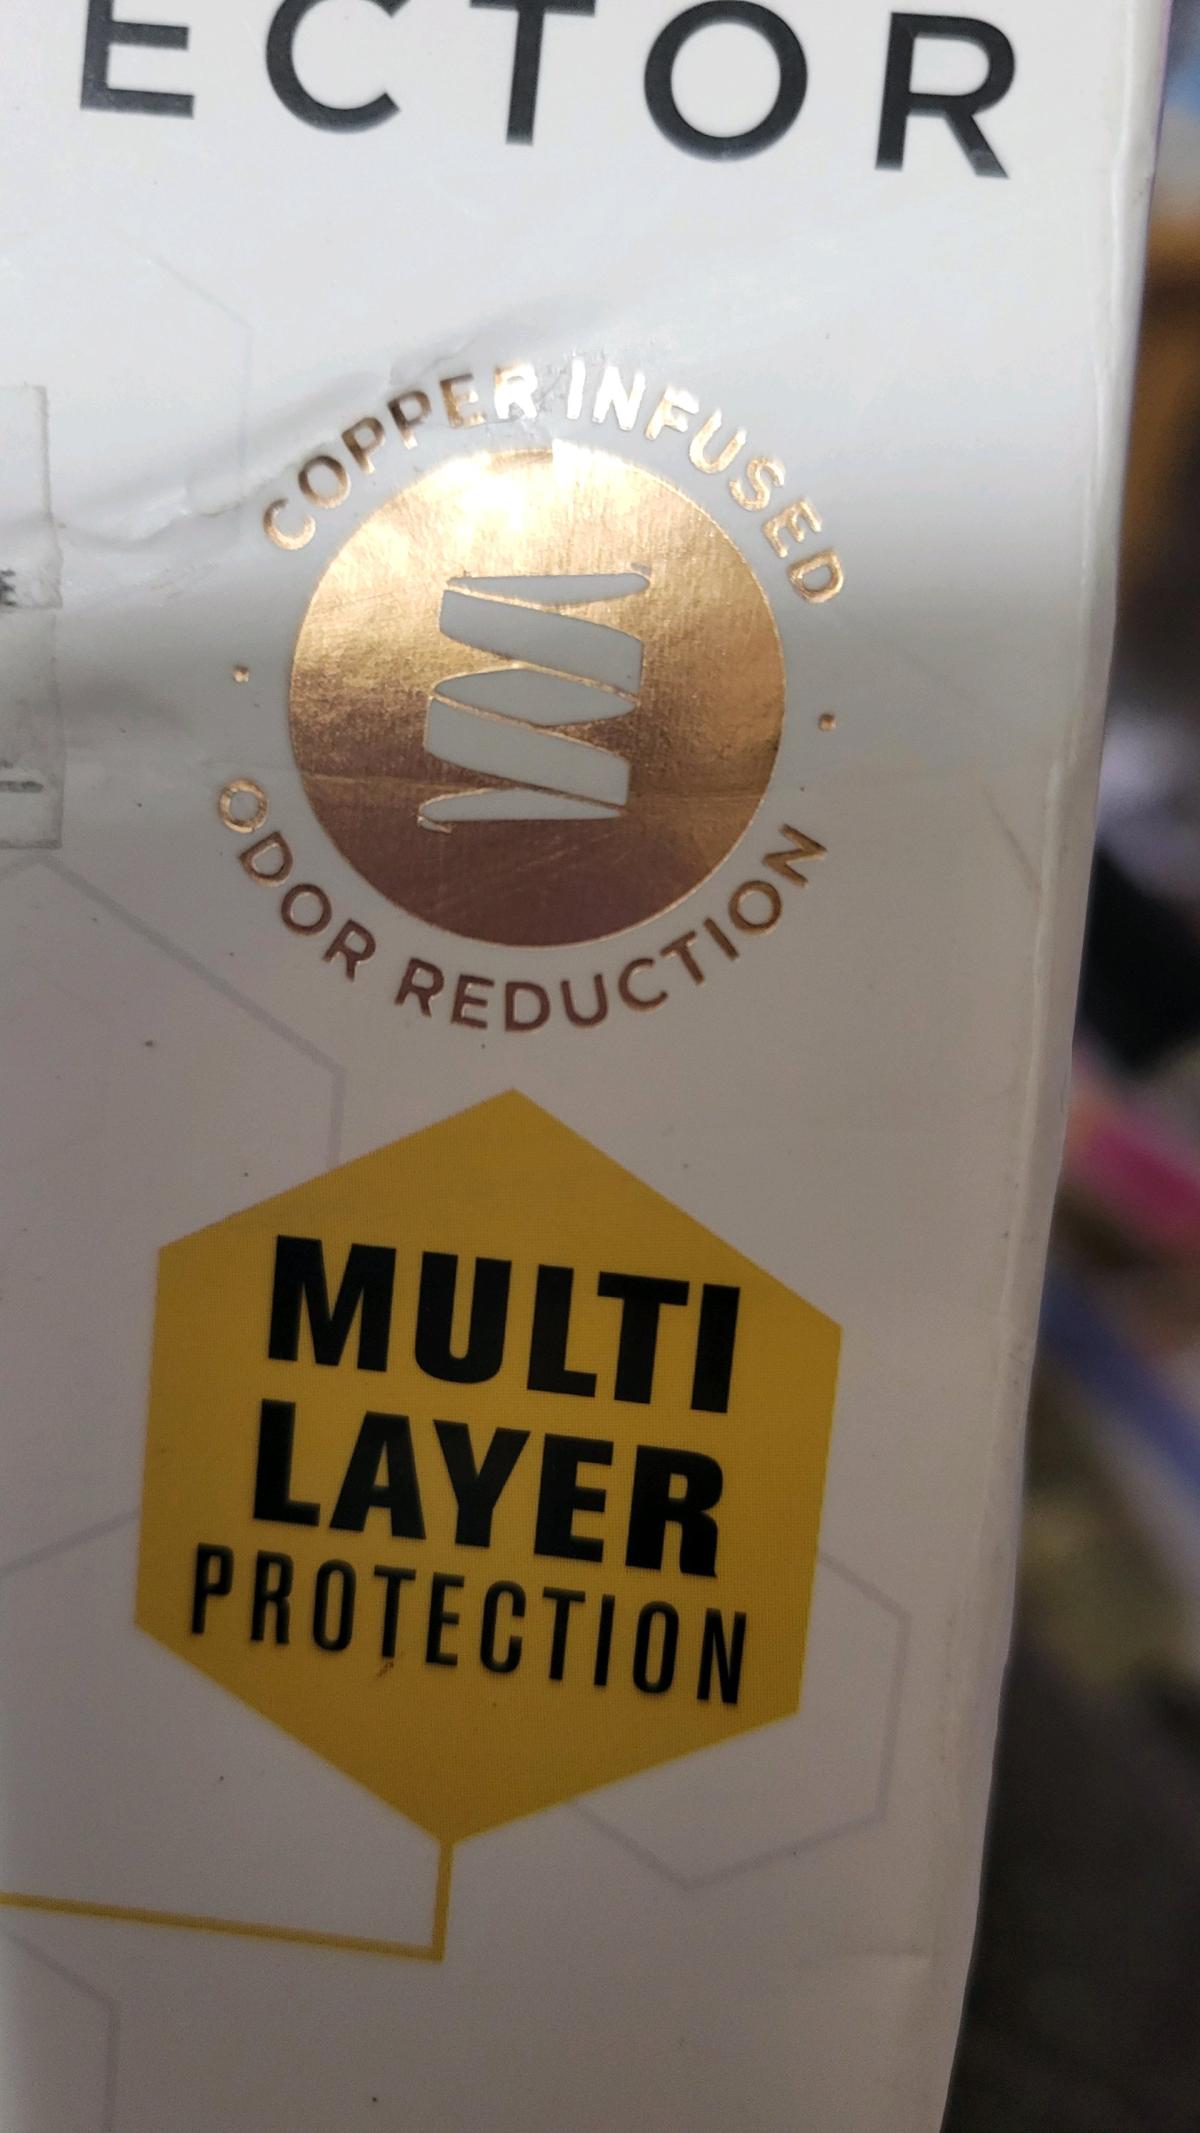 ECTOR
COPPER INFUSED
E
ODOR REDUCTION
MULTI
LAYER
PROTECTION